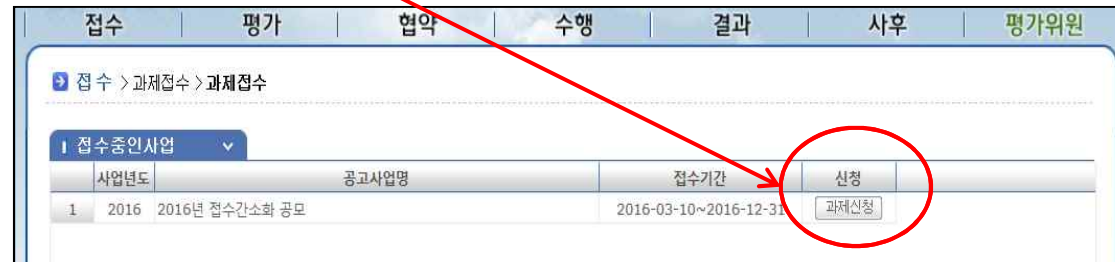 접수 평가 협약 수행 결과 사후 평가위원
접수 > 과제접수 > 과제접수
접수중인사업
사업년도 공고사업명 접수기간 신청
1 2016 2016년 접수간소화 공모 2016-03-10~2016-12-31 과제신청